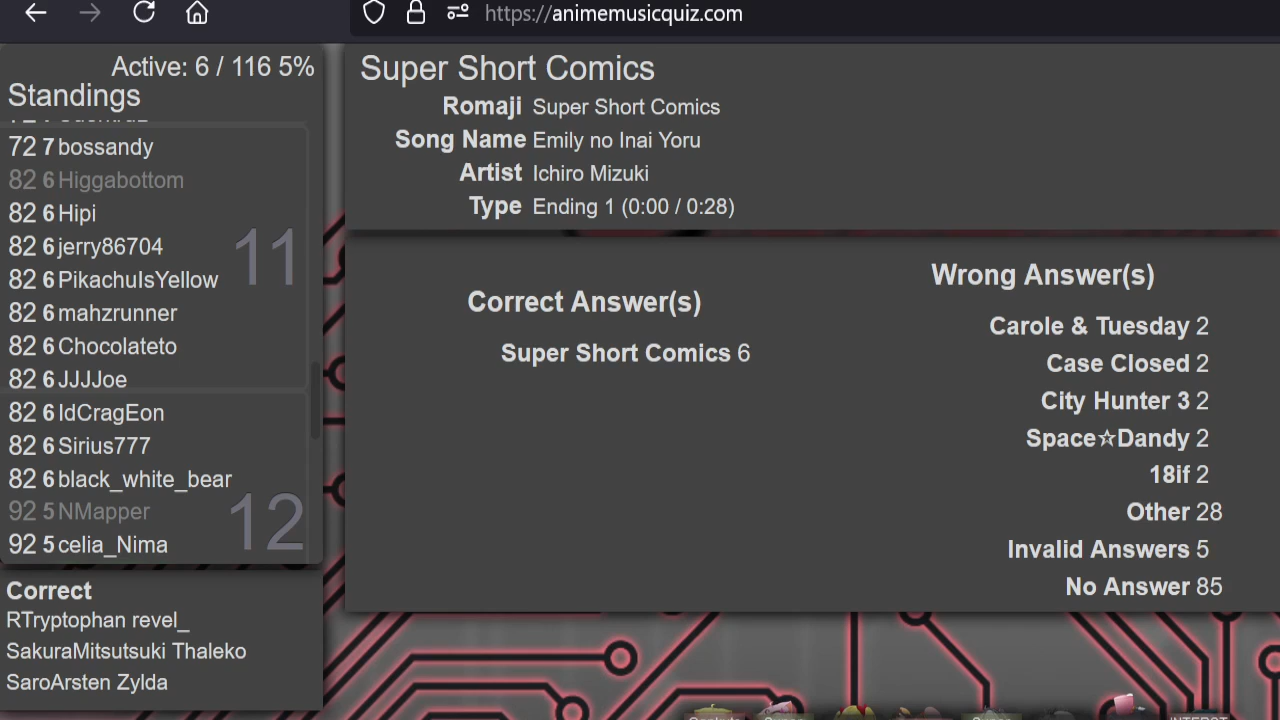 https://animemusicquiz.com
Active: 6 / 116 5%
Standings
72 7 bossandy
82 6 Higgabottom
82 6 Hipi
82 6 jerry86704
11
82 6 PikachuIsYellow
82 6 mahzrunner
82 6 Chocolateto
82 6 JJJJoe
82 6 IdCragEon
82 6 Sirius777
82 6 black_white_bear
12
92 5 NMapper
92 5 celia_Nima
Correct
RTryptophan revel_
SakuraMitsutsuki Thaleko
SaroArsten Zylda
Super Short Comics
Romaji Super Short Comics
Song Name Emily no Inai Yoru
Artist Ichiro Mizuki
Type Ending 1 (0:00 / 0:28)
Correct Answer(s)
Super Short Comics 6
Wrong Answer(s)
Carole & Tuesday 2
Case Closed 2
City Hunter 3 2
Space☆Dandy 2
18if 2
Other 28
Invalid Answers 5
No Answer 85